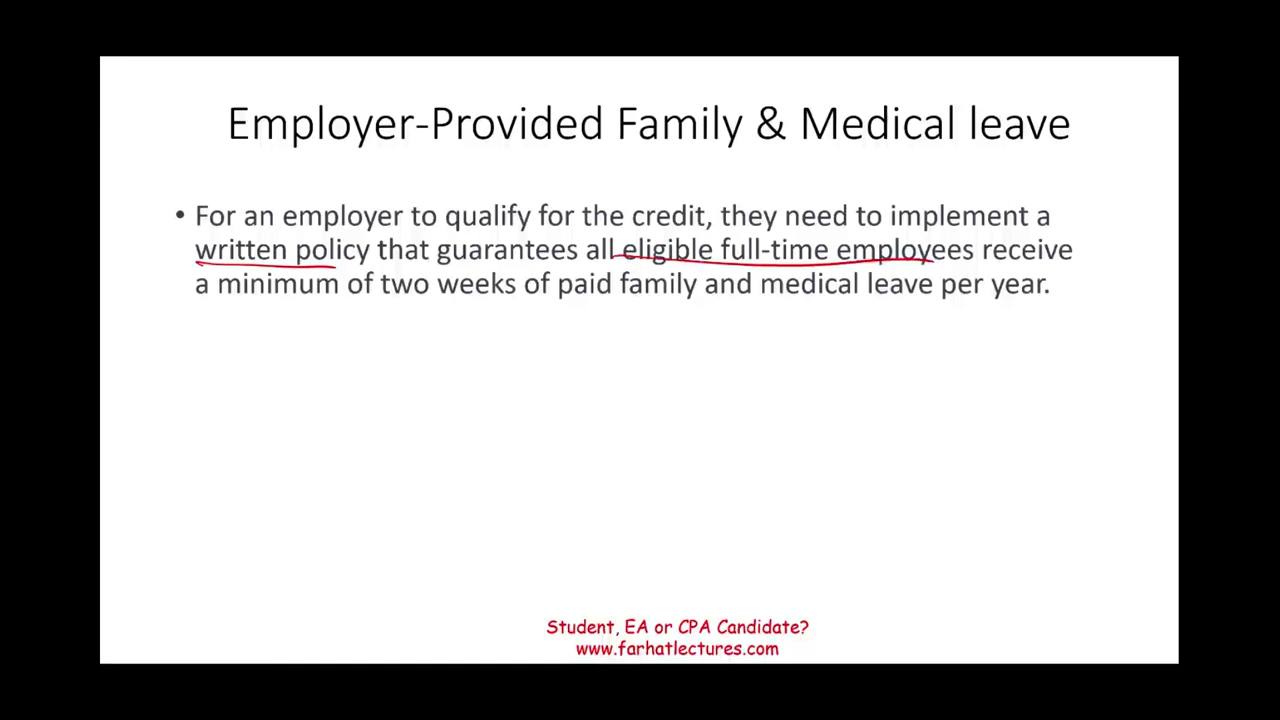 Employer-Provided Family & Medical leave
• For an employer to qualify for the credit, they need to implement a
written policy that guarantees all eligible full-time employees receive
a minimum of two weeks of paid family and medical leave per year.
Student, EA or CPA Candidate?
www.farhatlectures.com